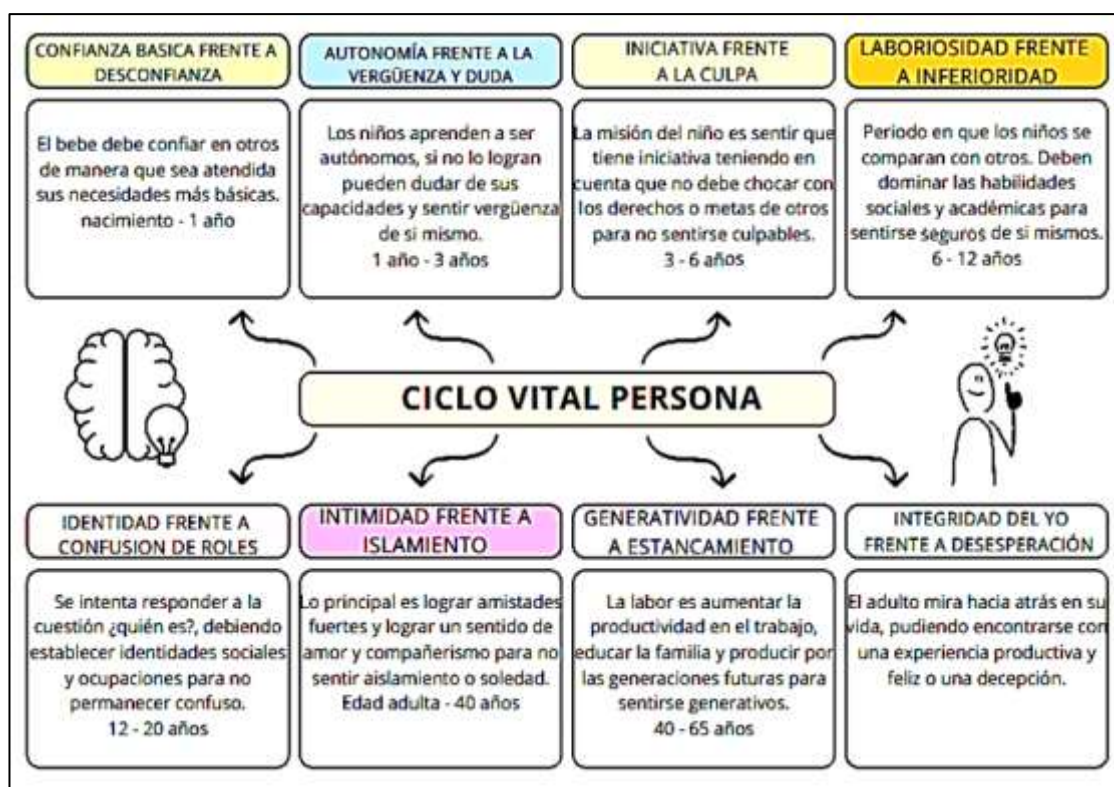 CONFIANZA BASICA FRENTE A
DESCONFIANZA
El bebe debe confiar en otros
de manera que sea atendida
sus necesidades más básicas.
nacimiento - 1 año
AUTONOMÍA FRENTE A LA
VERGÜENZA Y DUDA
Los niños aprenden a ser
autónomos, si no lo logran
pueden dudar de sus
capacidades y sentir vergüenza
de si mismo.
1 año - 3 años
INICIATIVA FRENTE
A LA CULPA
La misión del niño es sentir que
tiene iniciativa teniendo en
cuenta que no debe chocar con
los derechos o metas de otros
para no sentirse culpables.
3 - 6 años
LABORIOSIDAD FRENTE
A INFERIORIDAD
Periodo en que los niños se
comparan con otros. Deben
dominar las habilidades
sociales y académicas para
sentirse seguros de si mismos.
6 - 12 años
CICLO VITAL PERSONA
IDENTIDAD FRENTE A
CONFUSION DE ROLES
Se intenta responder a la
cuestión ¿quién es?, debiendo
establecer identidades sociales
y ocupaciones para no
permanecer confuso.
12 - 20 años
INTIMIDAD FRENTE A
ISLAMIENTO
Lo principal es lograr amistades
fuertes y lograr un sentido de
amor y compañerismo para no
sentir aislamiento o soledad.
Edad adulta - 40 años
GENERATIVIDAD FRENTE
A ESTANCAMIENTO
La labor es aumentar la
productividad en el trabajo,
educar la familia y producir por
las generaciones futuras para
sentirse generativos.
40 - 65 años
INTEGRIDAD DEL YO
FRENTE A DESESPERACIÓN
El adulto mira hacia atrás en su
vida, pudiendo encontrarse con
una experiencia productiva y
feliz o una decepción.